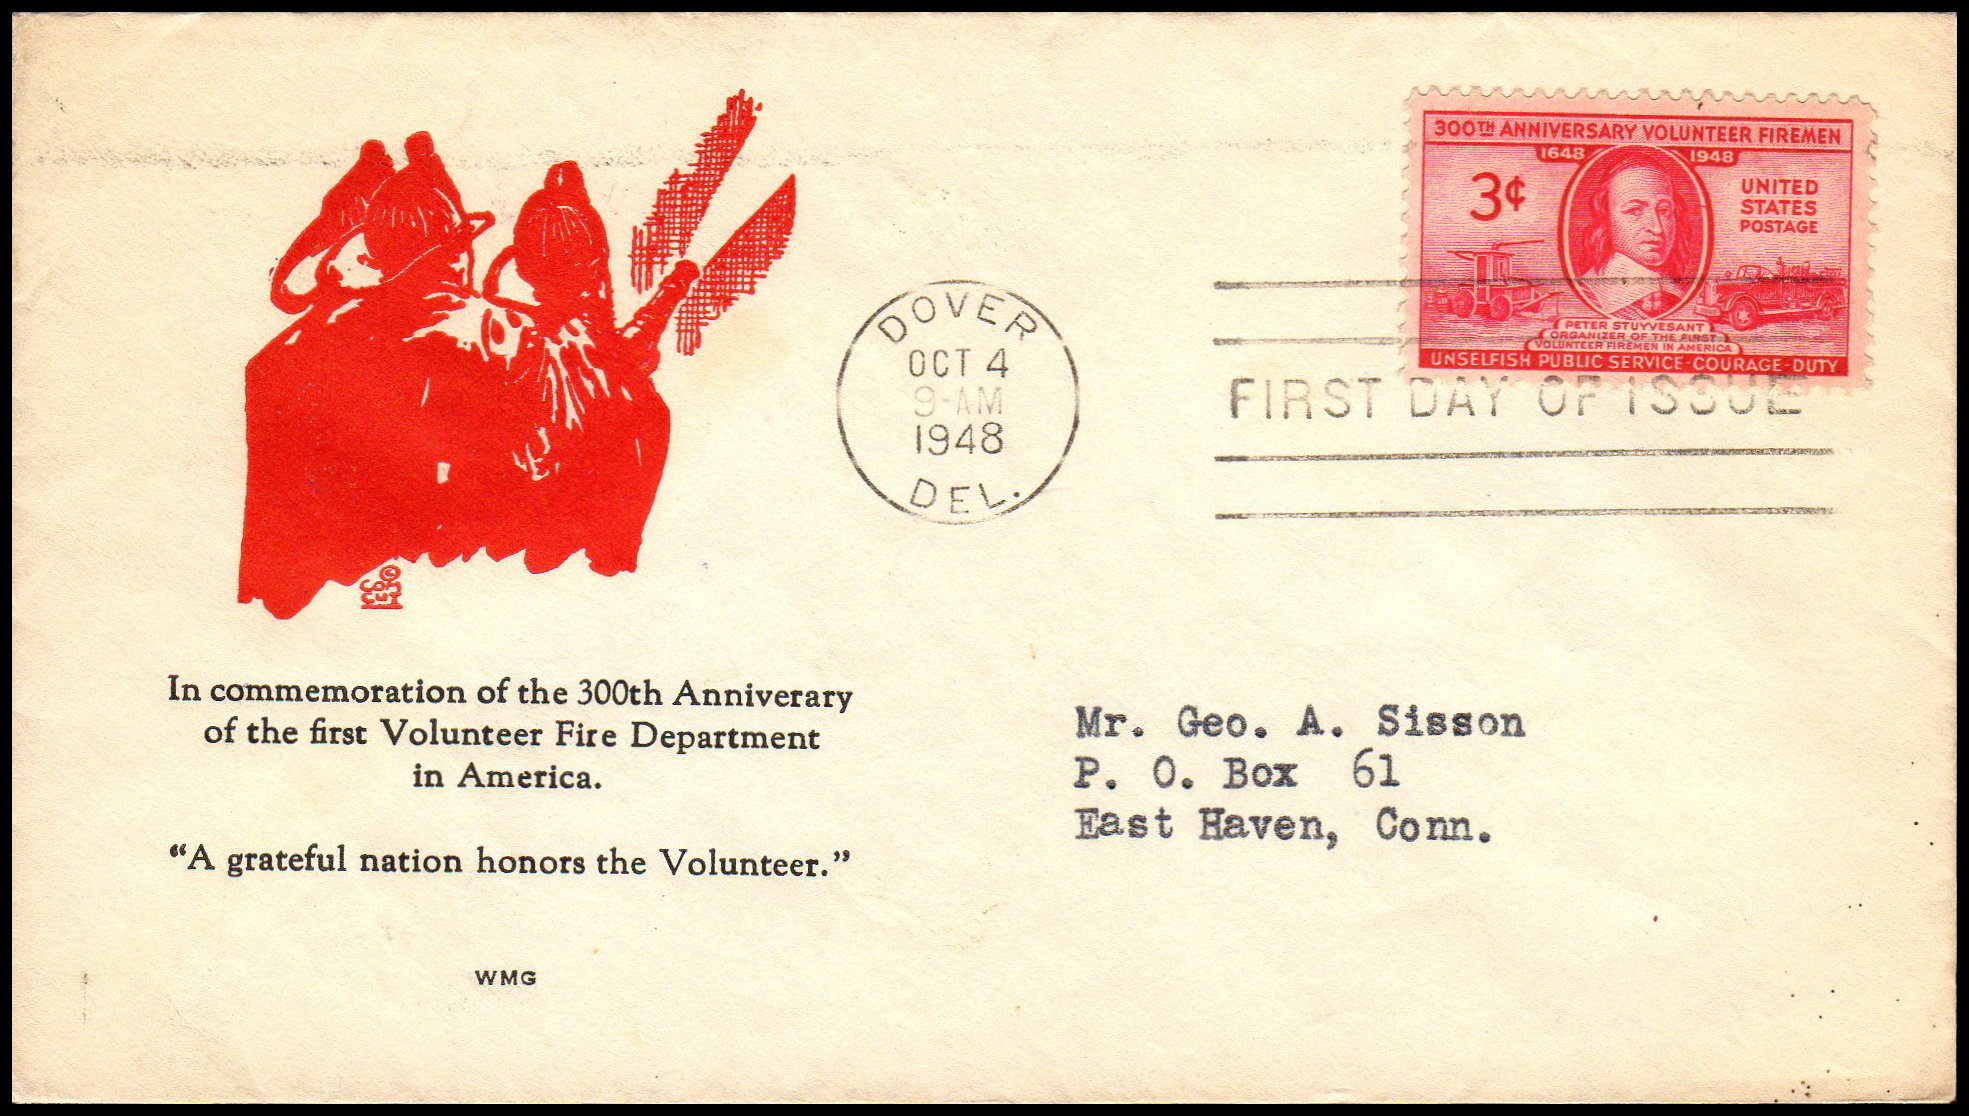 300TH ANNIVERSARY VOLUNTEER FIREMEN
1648 1948
3¢
UNITED
STATES
POSTAGE
PETER STUYVESANT
ORGANIZER OF THE FIRST
VOLUNTEER FIREMEN IN AMERICA
UNSELFISH PUBLIC SERVICE-COURAGE-DUTY
DOVER
OCT 4
9-AM
1948
DEL.
FIRST DAY OF ISSUE
In commemoration of the 300th Anniverary
of the first Volunteer Fire Department
in America.
“A grateful nation honors the Volunteer.”
WMG
Mr. Geo. A. Sisson
P. O. Box 61
East Haven, Conn.